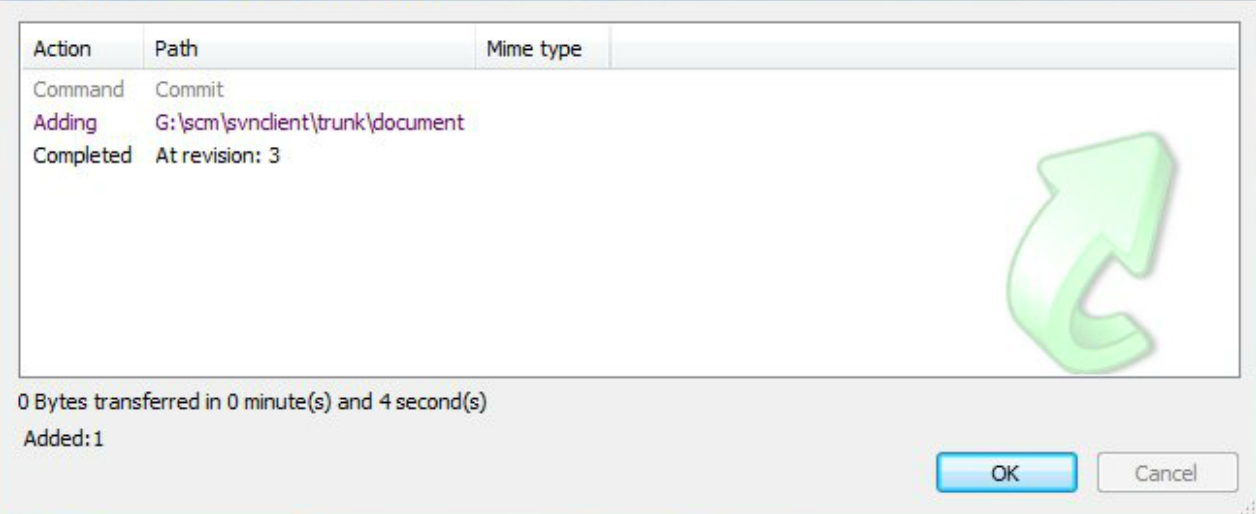 Action Path Mime type
Command Commit
Adding G:\scm\svnclient\trunk\document
Completed At revision: 3
0 Bytes transferred in 0 minute(s) and 4 second(s)
Added:1
OK Cancel